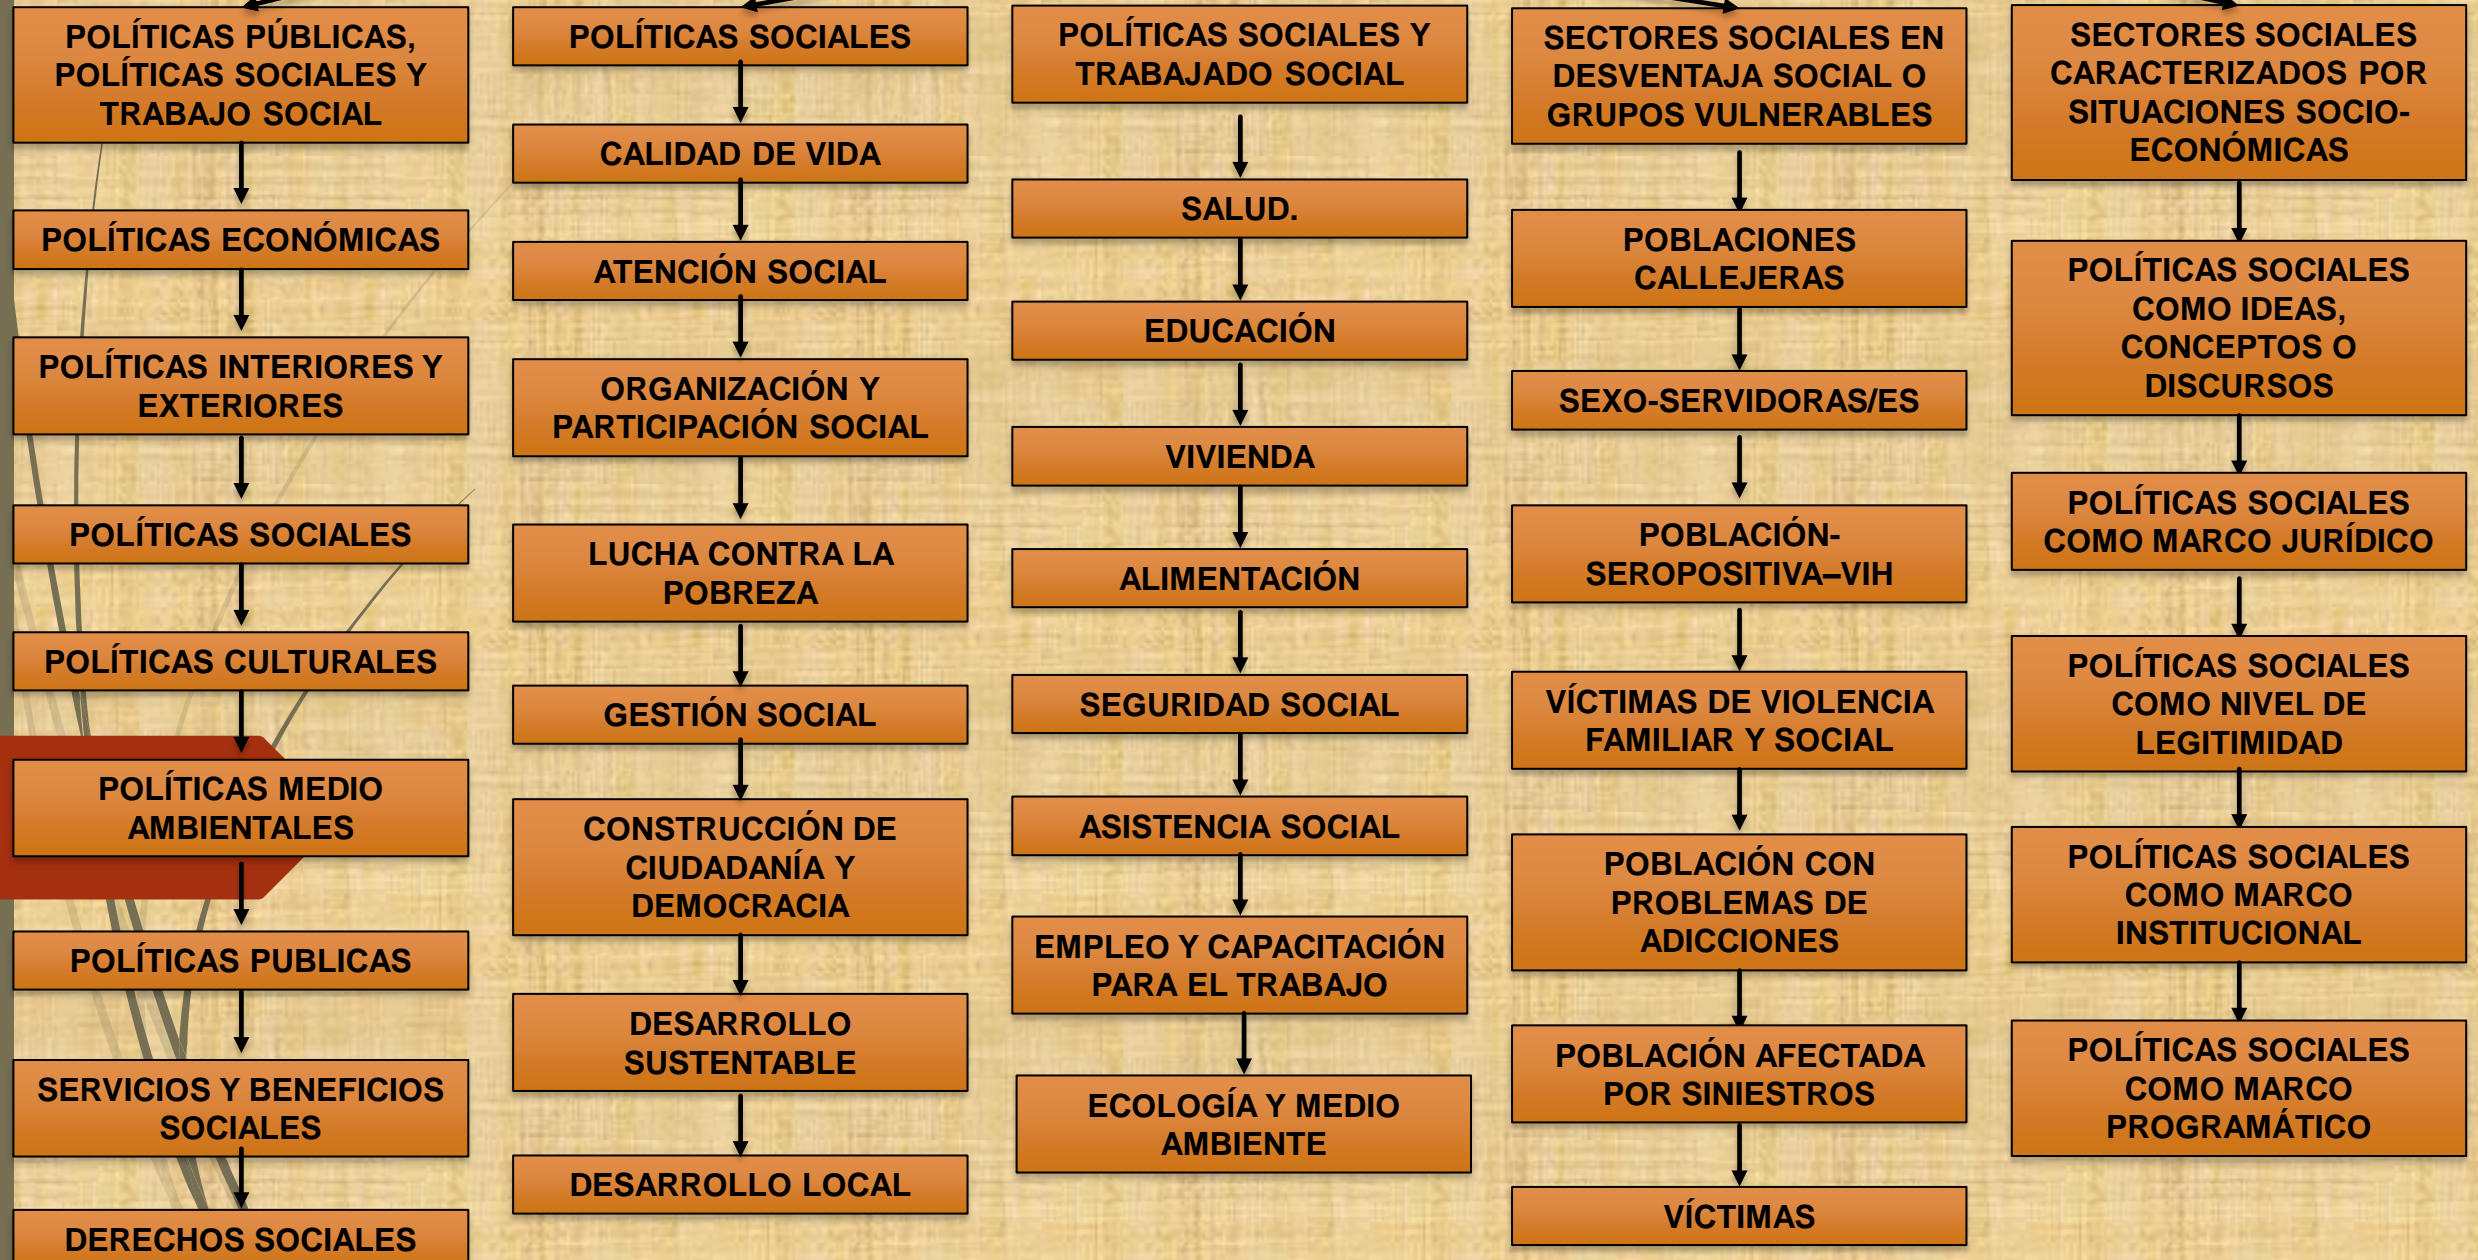 POLÍTICAS PÚBLICAS,
POLÍTICAS SOCIALES Y
TRABAJO SOCIAL
POLÍTICAS ECONÓMICAS
POLÍTICAS INTERIORES Y
EXTERIORES
POLÍTICAS SOCIALES
POLÍTICAS CULTURALES
POLÍTICAS MEDIO
AMBIENTALES
POLÍTICAS PUBLICAS
SERVICIOS Y BENEFICIOS
SOCIALES
DERECHOS SOCIALES
POLÍTICAS SOCIALES
CALIDAD DE VIDA
ATENCIÓN SOCIAL
ORGANIZACIÓN Y
PARTICIPACIÓN SOCIAL
LUCHA CONTRA LA
POBREZA
GESTIÓN SOCIAL
CONSTRUCCIÓN DE
CIUDADANÍA Y
DEMOCRACIA
DESARROLLO
SUSTENTABLE
DESARROLLO LOCAL
POLÍTICAS SOCIALES Y
TRABAJADO SOCIAL
SALUD.
EDUCACIÓN
VIVIENDA
ALIMENTACIÓN
SEGURIDAD SOCIAL
ASISTENCIA SOCIAL
EMPLEO Y CAPACITACIÓN
PARA EL TRABAJO
ECOLOGÍA Y MEDIO
AMBIENTE
SECTORES SOCIALES EN
DESVENTAJA SOCIAL O
GRUPOS VULNERABLES
POBLACIONES
CALLEJERAS
SEXO-SERVIDORAS/ES
POBLACIÓN-
SEROPOSITIVA–VIH
VÍCTIMAS DE VIOLENCIA
FAMILIAR Y SOCIAL
POBLACIÓN CON
PROBLEMAS DE
ADICCIONES
POBLACIÓN AFECTADA
POR SINIESTROS
VÍCTIMAS
SECTORES SOCIALES
CARACTERIZADOS POR
SITUACIONES SOCIO-
ECONÓMICAS
POLÍTICAS SOCIALES
COMO IDEAS,
CONCEPTOS O
DISCURSOS
POLÍTICAS SOCIALES
COMO MARCO JURÍDICO
POLÍTICAS SOCIALES
COMO NIVEL DE
LEGITIMIDAD
POLÍTICAS SOCIALES
COMO MARCO
INSTITUCIONAL
POLÍTICAS SOCIALES
COMO MARCO
PROGRAMÁTICO